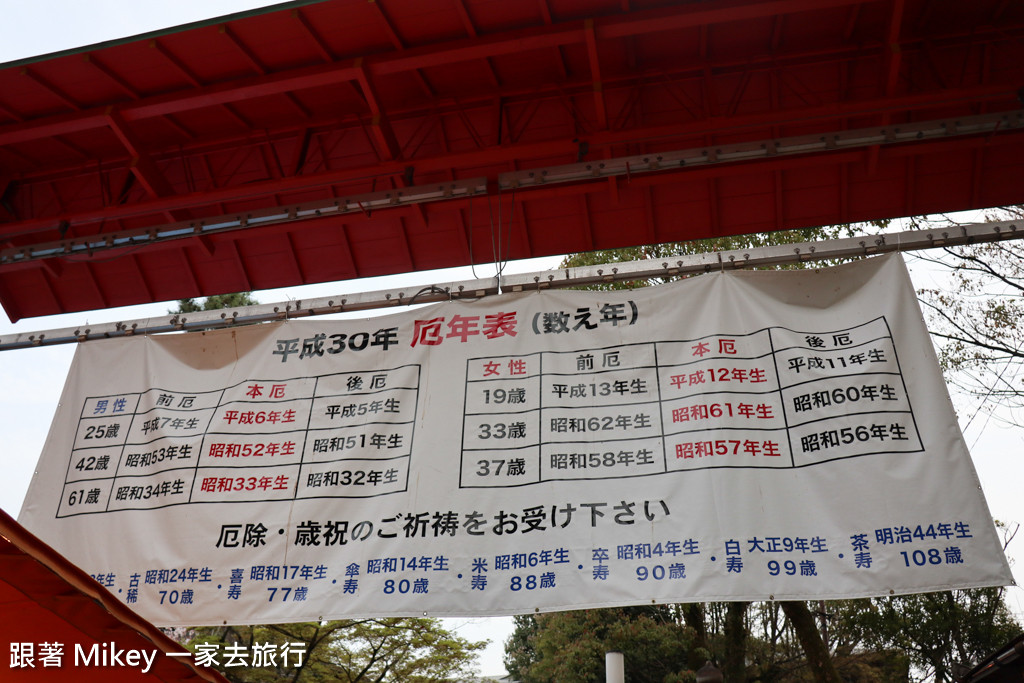 平成30年 厄年表（数え年）
男性 前厄 本厄 後厄
25歳 平成7年生 平成6年生 平成5年生
42歳 昭和53年生 昭和52年生 昭和51年生
61歳 昭和34年生 昭和33年生 昭和32年生
女性 前厄 本厄 後厄
19歳 平成13年生 平成12年生 平成11年生
33歳 昭和62年生 昭和61年生 昭和60年生
37歳 昭和58年生 昭和57年生 昭和56年生
厄除・歳祝のご祈祷をお受け下さい
年生
・古稀 昭和24年生 70歳
・喜寿 昭和17年生 77歳
・傘寿 昭和14年生 80歳
・米寿 昭和6年生 88歳
・卒寿 昭和4年生 90歳
・白寿 大正9年生 99歳
・茶寿 明治44年生 108歳
跟著 Mikey 一家去旅行